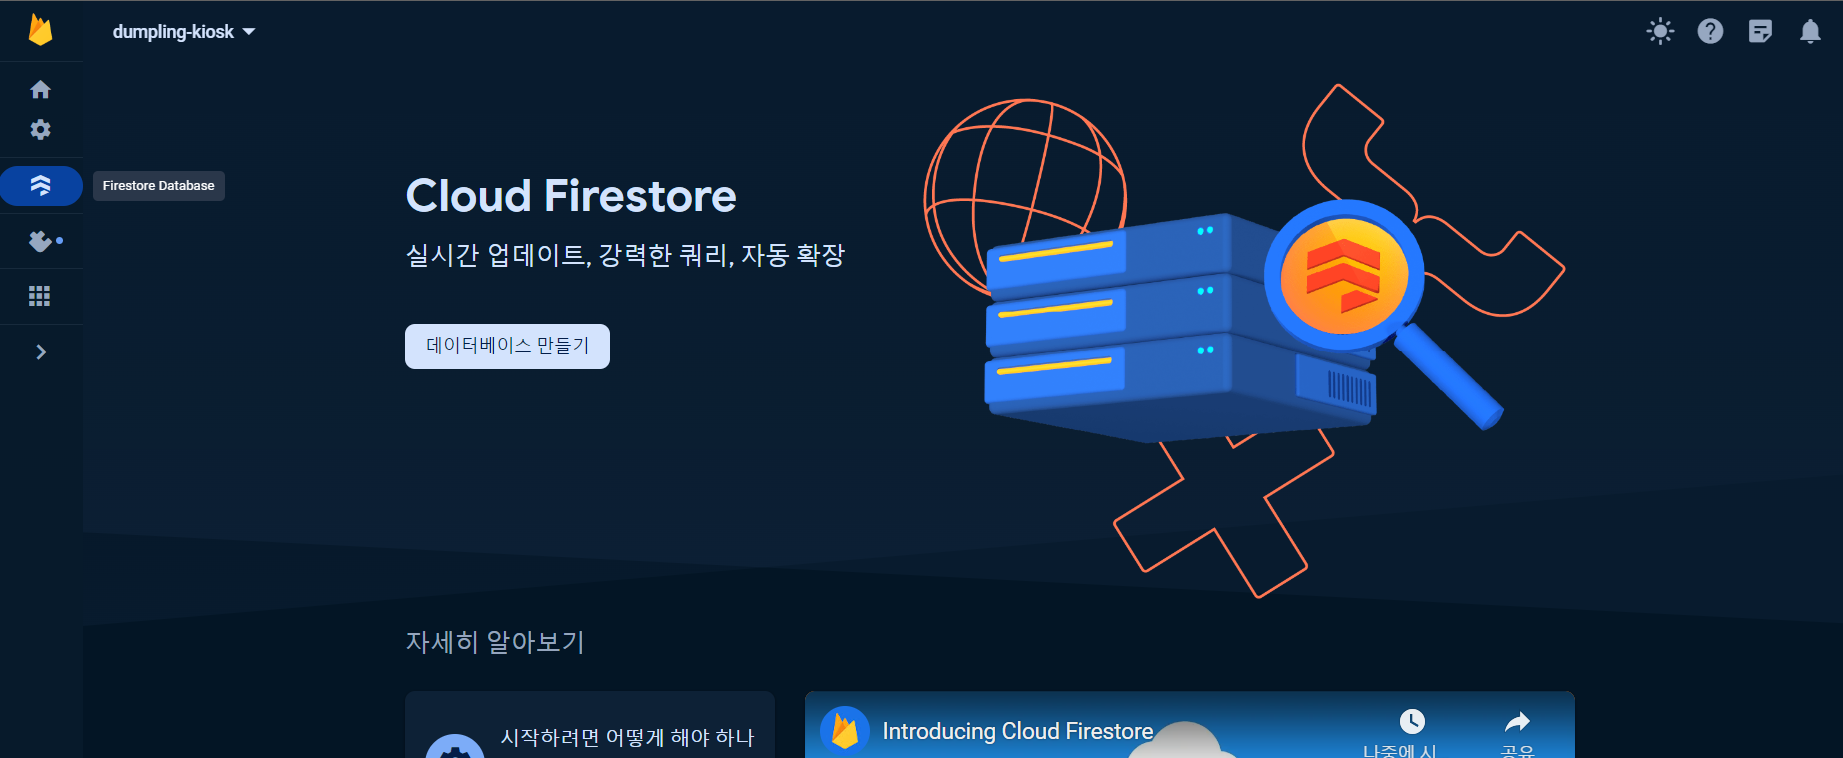 dumpling-kiosk
Firestore Database
Cloud Firestore
실시간 업데이트, 강력한 쿼리, 자동 확장
데이터베이스 만들기
자세히 알아보기
시작하려면 어떻게 해야 하나
Introducing Cloud Firestore
나중에 시
공유